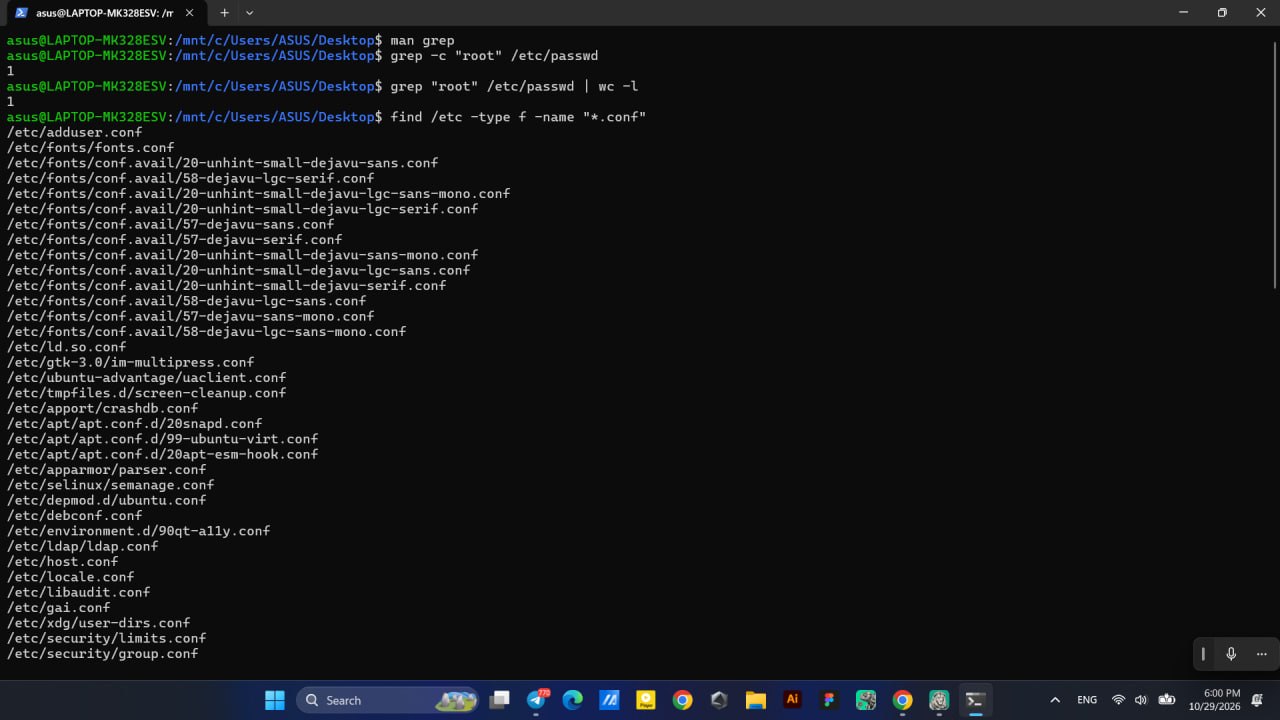 asus@LAPTOP-MK328ESV: /m
asus@LAPTOP-MK328ESV:/mnt/c/Users/ASUS/Desktop$ man grep
asus@LAPTOP-MK328ESV:/mnt/c/Users/ASUS/Desktop$ grep -c "root" /etc/passwd
1
asus@LAPTOP-MK328ESV:/mnt/c/Users/ASUS/Desktop$ grep "root" /etc/passwd | wc -l
1
asus@LAPTOP-MK328ESV:/mnt/c/Users/ASUS/Desktop$ find /etc -type f -name "*.conf"
/etc/adduser.conf
/etc/fonts/fonts.conf
/etc/fonts/conf.avail/20-unhint-small-dejavu-sans.conf
/etc/fonts/conf.avail/58-dejavu-lgc-serif.conf
/etc/fonts/conf.avail/20-unhint-small-dejavu-lgc-sans-mono.conf
/etc/fonts/conf.avail/20-unhint-small-dejavu-lgc-serif.conf
/etc/fonts/conf.avail/57-dejavu-sans.conf
/etc/fonts/conf.avail/57-dejavu-serif.conf
/etc/fonts/conf.avail/20-unhint-small-dejavu-sans-mono.conf
/etc/fonts/conf.avail/20-unhint-small-dejavu-lgc-sans.conf
/etc/fonts/conf.avail/20-unhint-small-dejavu-serif.conf
/etc/fonts/conf.avail/58-dejavu-lgc-sans.conf
/etc/fonts/conf.avail/57-dejavu-sans-mono.conf
/etc/fonts/conf.avail/58-dejavu-lgc-sans-mono.conf
/etc/ld.so.conf
/etc/gtk-3.0/im-multipress.conf
/etc/ubuntu-advantage/uaclient.conf
/etc/tmpfiles.d/screen-cleanup.conf
/etc/apport/crashdb.conf
/etc/apt/apt.conf.d/20snapd.conf
/etc/apt/apt.conf.d/99-ubuntu-virt.conf
/etc/apt/apt.conf.d/20apt-esm-hook.conf
/etc/apparmor/parser.conf
/etc/selinux/semanage.conf
/etc/depmod.d/ubuntu.conf
/etc/debconf.conf
/etc/environment.d/90qt-a11y.conf
/etc/ldap/ldap.conf
/etc/host.conf
/etc/locale.conf
/etc/libaudit.conf
/etc/gai.conf
/etc/xdg/user-dirs.conf
/etc/security/limits.conf
/etc/security/group.conf
Search
770
Player
Ai
ENG
6:00 PM
10/29/2026